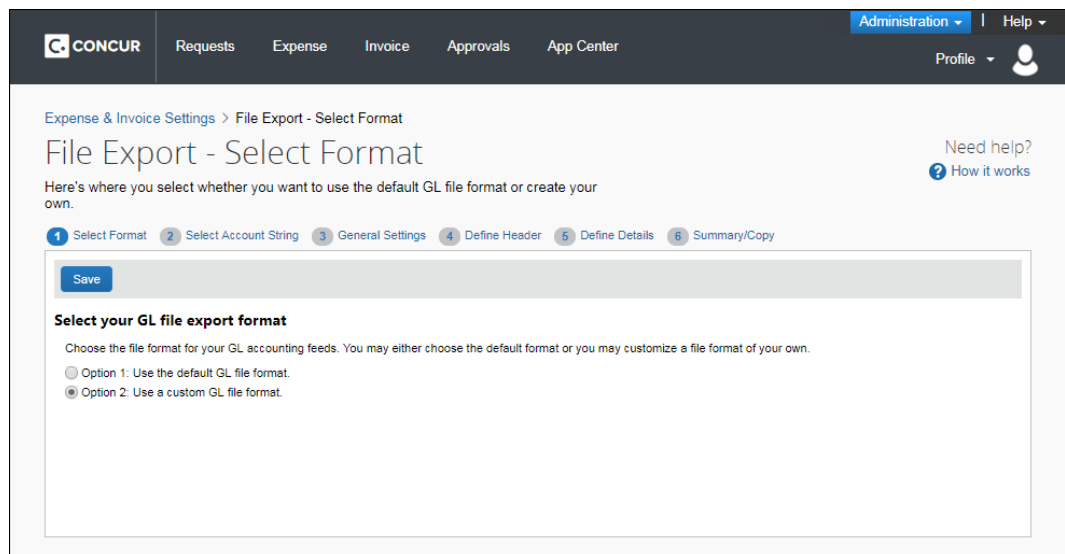 Administration | Help
C. CONCUR Requests Expense Invoice Approvals App Center
Profile
Expense & Invoice Settings > File Export - Select Format
File Export - Select Format
Need help?
? How it works
Here's where you select whether you want to use the default GL file format or create your
own.
1 Select Format 2 Select Account String 3 General Settings 4 Define Header 5 Define Details 6 Summary/Copy
Save
Select your GL file export format
Choose the file format for your GL accounting feeds. You may either choose the default format or you may customize a file format of your own.
Option 1: Use the default GL file format.
Option 2: Use a custom GL file format.